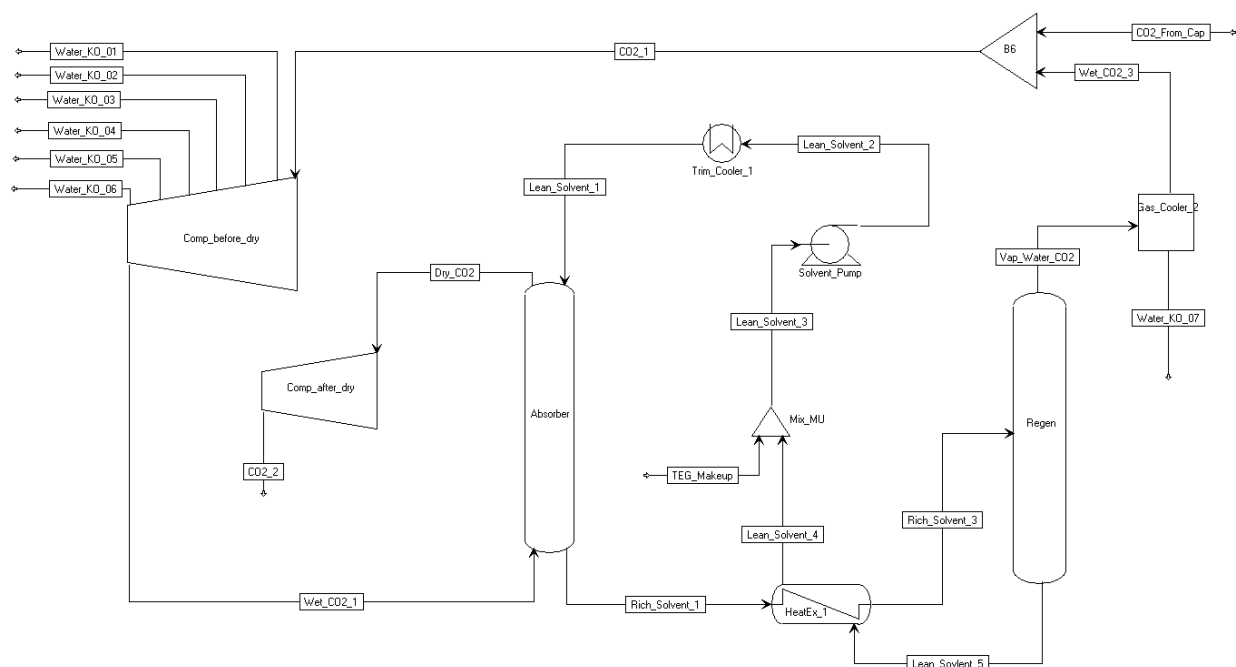 Water_KO_01
CO2_1
B6
CO2_From_Cap
Water_KO_02
Wet_CO2_3
Water_KO_03
Water_KO_04
Water_KO_05
Water_KO_06
Lean_Solvent_2
Trim_Cooler_1
Lean_Solvent_1
Gas_Cooler_2
Comp_before_dry
Solvent_Pump
Vap_Water_CO2
Dry_CO2
Lean_Solvent_3
Water_KO_07
Comp_after_dry
Absorber
Mix_MU
Regen
CO2_2
TEG_Makeup
Rich_Solvent_3
Lean_Solvent_4
Wet_CO2_1
Rich_Solvent_1
HeatEx_1
Lean_Sovlent_5